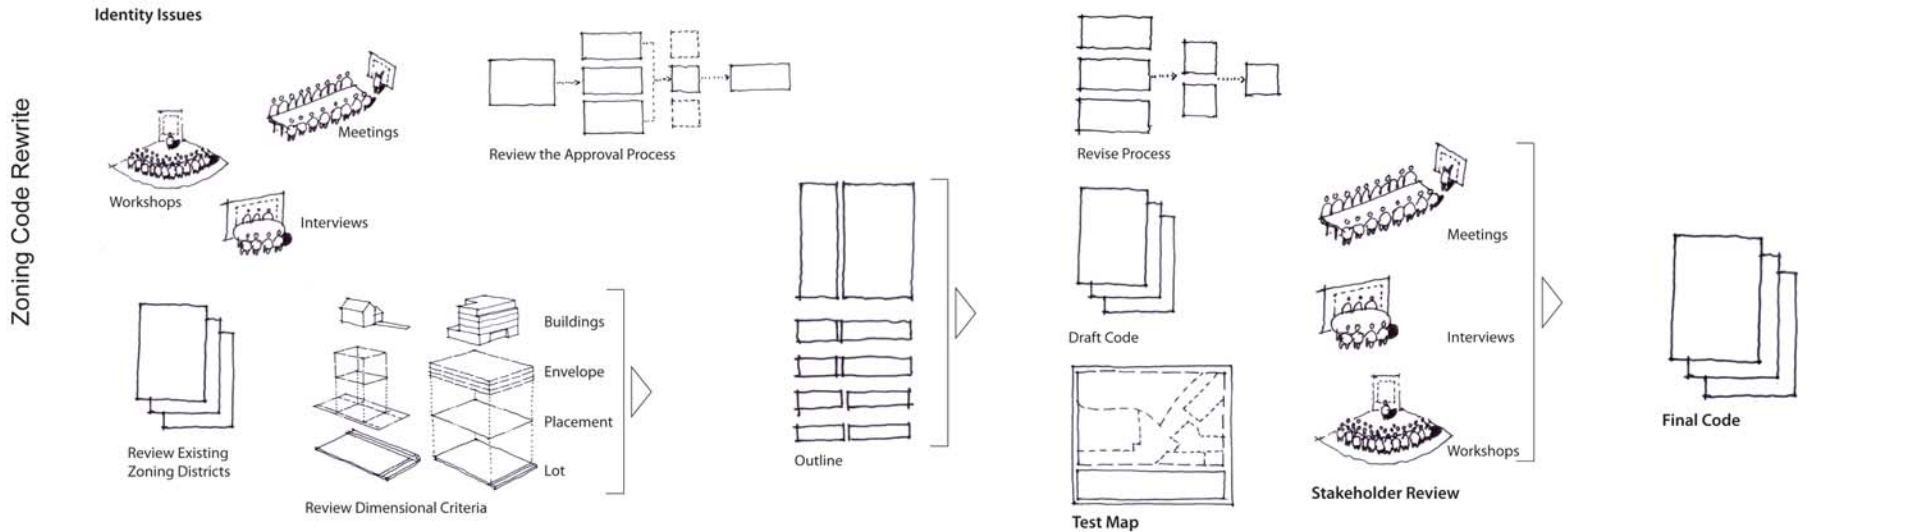 Zoning Code Rewrite
Identity Issues
Meetings
Workshops
Interviews
Review the Approval Process
Review Existing
Zoning Districts
Buildings
Envelope
Placement
Lot
Review Dimensional Criteria
Outline
Revise Process
Draft Code
Test Map
Meetings
Interviews
Workshops
Stakeholder Review
Final Code